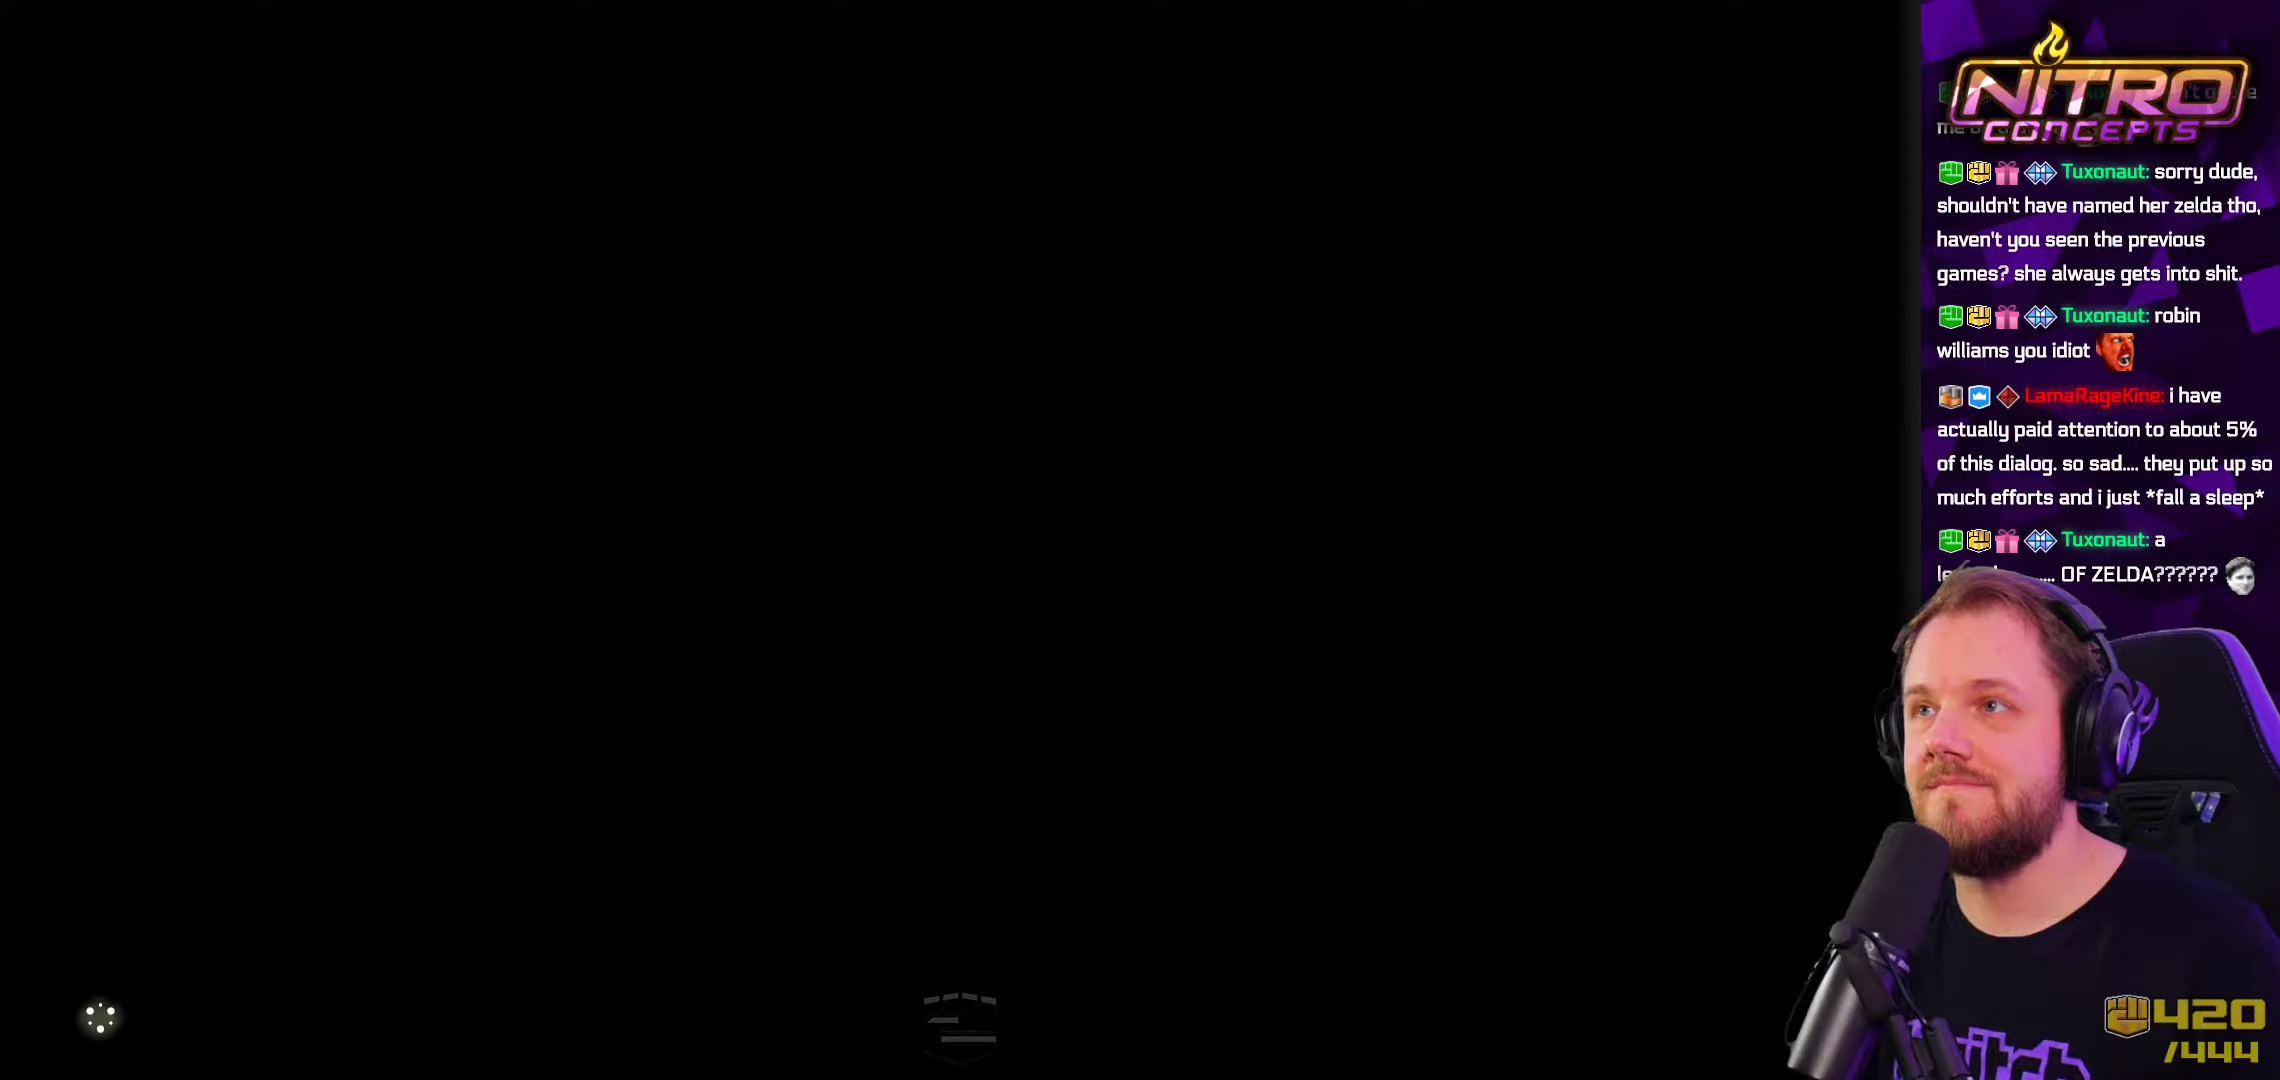 NITRO
CONCEPTS
Tuxonaut: sorry dude,
shouldn't have named her zelda tho,
haven't you seen the previous
games? she always gets into shit.
Tuxonaut: robin
williams you idiot
LamaRageKine: i have
actually paid attention to about 5%
of this dialog. so sad.... they put up so
much efforts and i just *fall a sleep*
Tuxonaut: a
OF ZELDA??????
420
/444